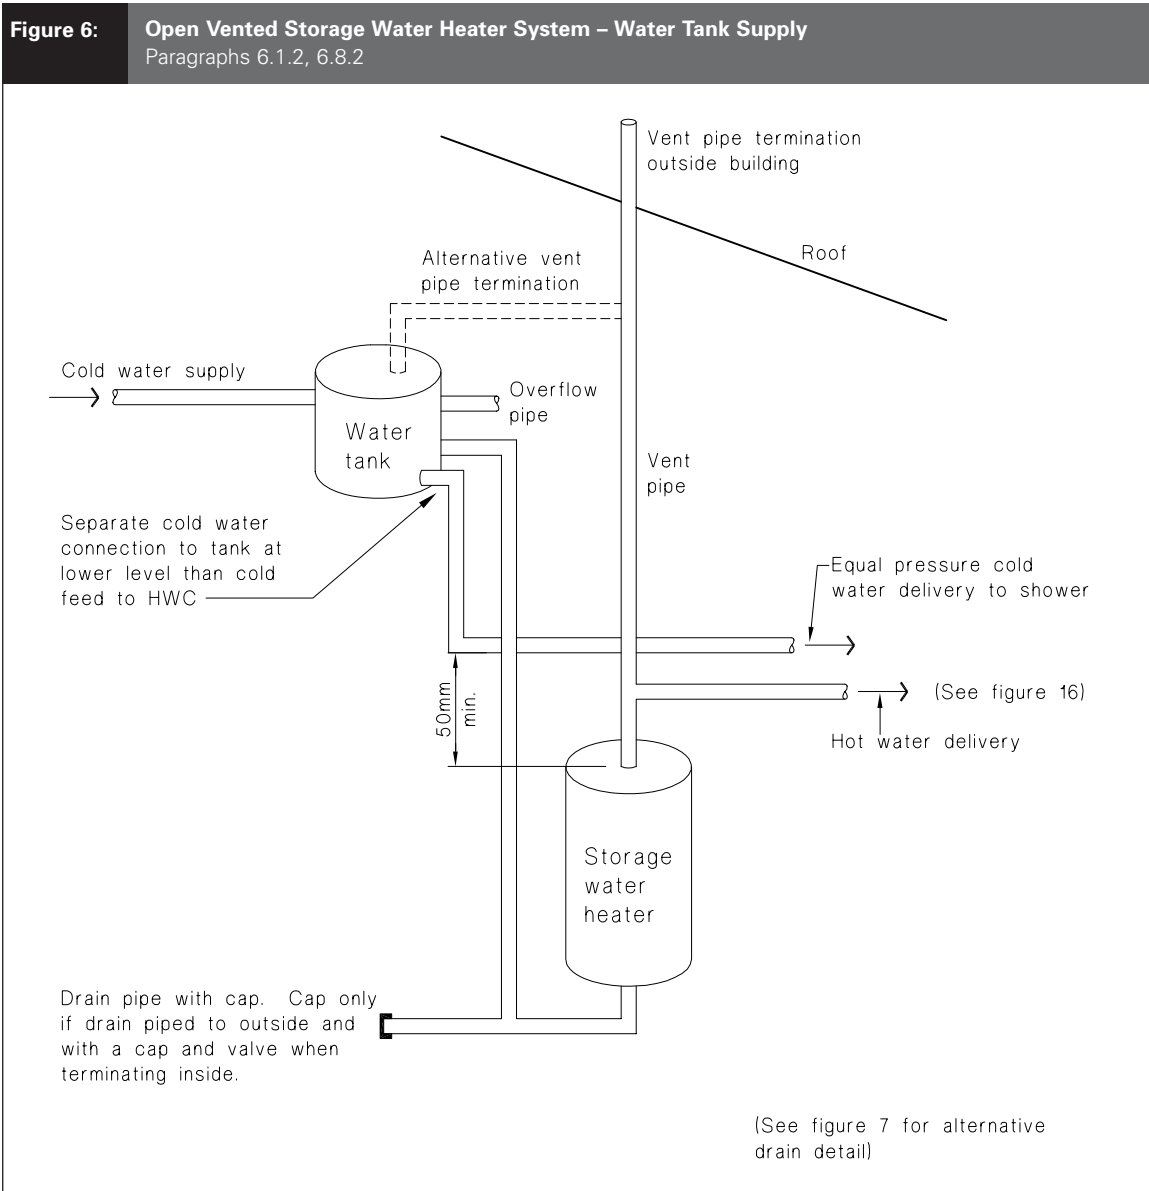 Figure 6:
Open Vented Storage Water Heater System – Water Tank Supply
Paragraphs 6.1.2, 6.8.2
Vent pipe termination
outside building
Roof
Alternative vent
pipe termination
Cold water supply
Overflow
pipe
Water
tank
Vent
pipe
Separate cold water
connection to tank at
lower level than cold
feed to HWC
Equal pressure cold
water delivery to shower
50mm
min.
(See figure 16)
Hot water delivery
Storage
water
heater
Drain pipe with cap. Cap only
if drain piped to outside and
with a cap and valve when
terminating inside.
(See figure 7 for alternative
drain detail)